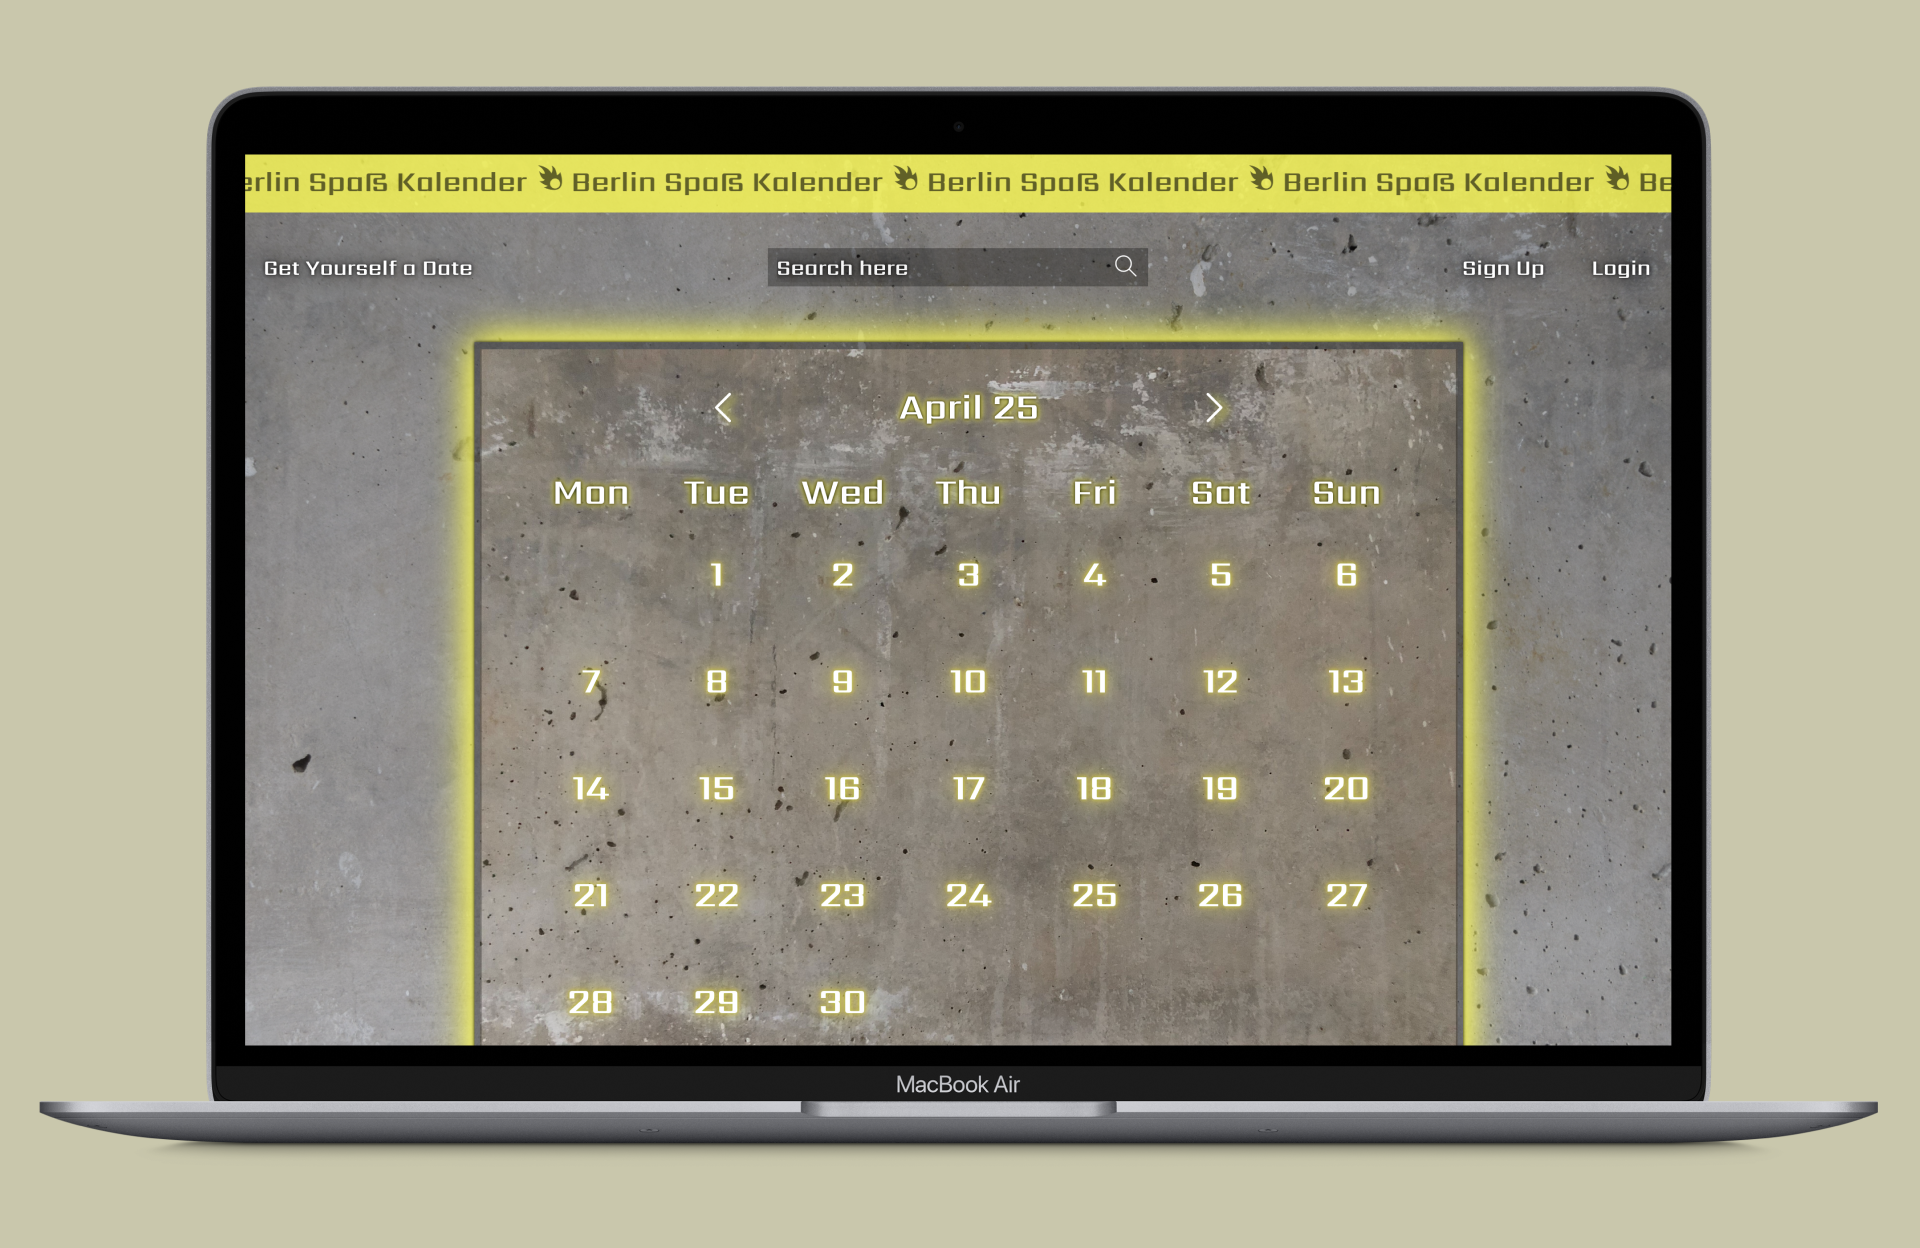 erlin Spaß Kalender Berlin Spaß Kalender Berlin Spaß Kalender Berlin Spaß Kalender Be
Get Yourself a Date Search here Sign Up Login
April 25
Mon Tue Wed Thu Fri Sat Sun
1 2 3 4 5 6
7 8 9 10 11 12 13
14 15 16 17 18 19 20
21 22 23 24 25 26 27
28 29 30
MacBook Air